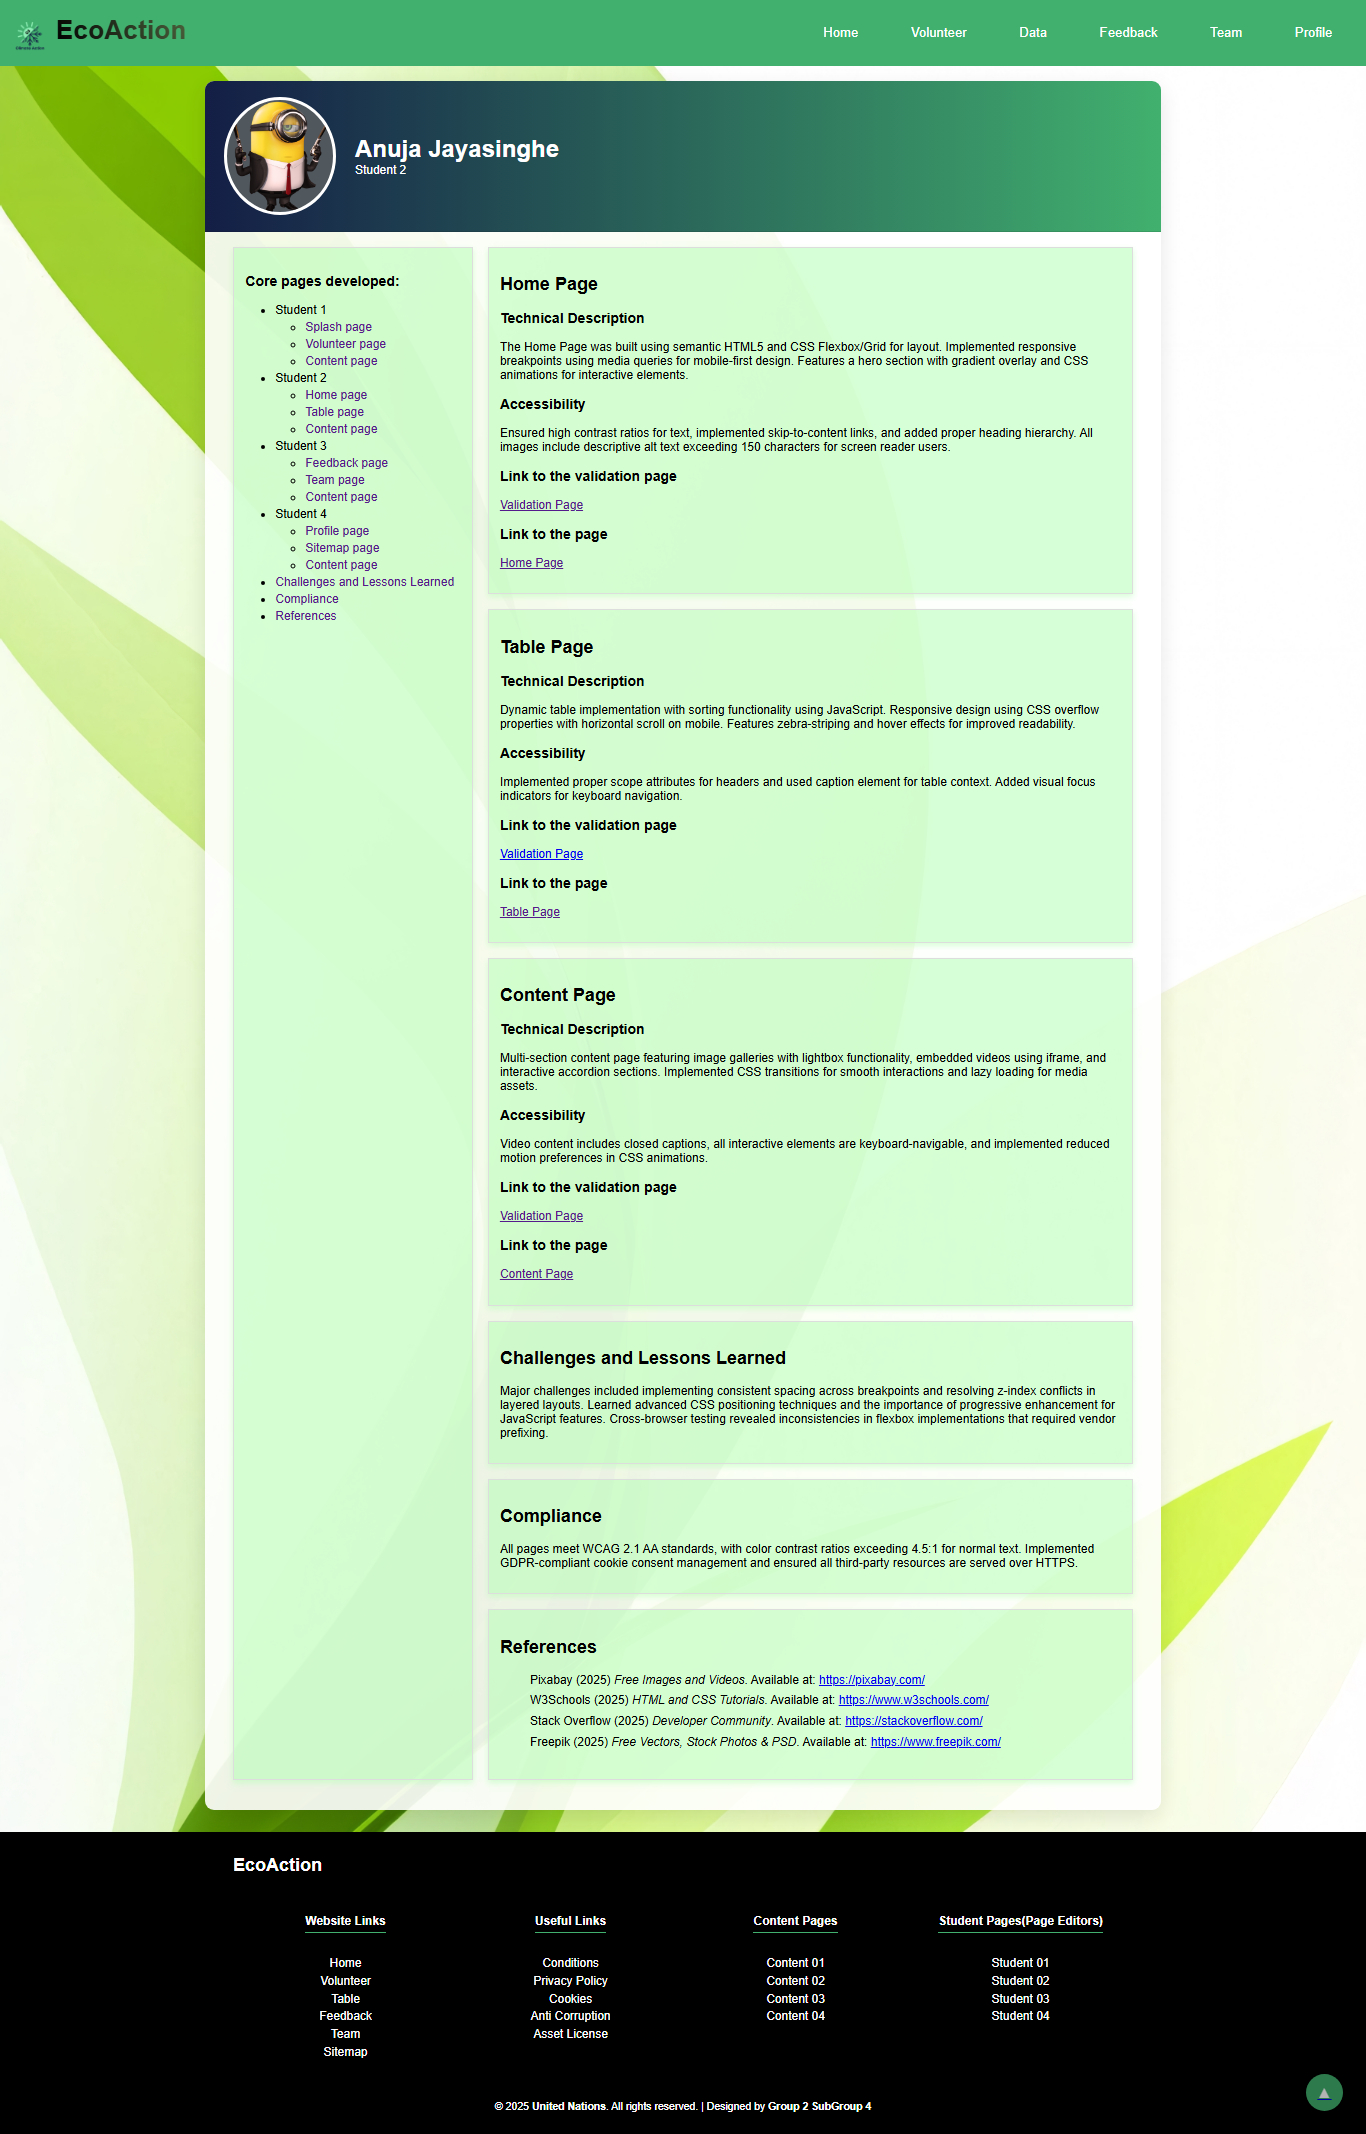 EcoAction
Home Volunteer Data Feedback Team Profile
Anuja Jayasinghe
Student 2
Core pages developed:
Student 1
Splash page
Volunteer page
Content page
Student 2
Home page
Table page
Content page
Student 3
Feedback page
Team page
Content page
Student 4
Profile page
Sitemap page
Content page
Challenges and Lessons Learned
Compliance
References
Home Page
Technical Description
The Home Page was built using semantic HTML5 and CSS Flexbox/Grid for layout. Implemented responsive
breakpoints using media queries for mobile-first design. Features a hero section with gradient overlay and CSS
animations for interactive elements.
Accessibility
Ensured high contrast ratios for text, implemented skip-to-content links, and added proper heading hierarchy. All
images include descriptive alt text exceeding 150 characters for screen reader users.
Link to the validation page
Validation Page
Link to the page
Home Page
Table Page
Technical Description
Dynamic table implementation with sorting functionality using JavaScript. Responsive design using CSS overflow
properties with horizontal scroll on mobile. Features zebra-striping and hover effects for improved readability.
Accessibility
Implemented proper scope attributes for headers and used caption element for table context. Added visual focus
indicators for keyboard navigation.
Link to the validation page
Validation Page
Link to the page
Table Page
Content Page
Technical Description
Multi-section content page featuring image galleries with lightbox functionality, embedded videos using iframe, and
interactive accordion sections. Implemented CSS transitions for smooth interactions and lazy loading for media
assets.
Accessibility
Video content includes closed captions, all interactive elements are keyboard-navigable, and implemented reduced
motion preferences in CSS animations.
Link to the validation page
Validation Page
Link to the page
Content Page
Challenges and Lessons Learned
Major challenges included implementing consistent spacing across breakpoints and resolving z-index conflicts in
layered layouts. Learned advanced CSS positioning techniques and the importance of progressive enhancement for
JavaScript features. Cross-browser testing revealed inconsistencies in flexbox implementations that required vendor
prefixing.
Compliance
All pages meet WCAG 2.1 AA standards, with color contrast ratios exceeding 4.5:1 for normal text. Implemented
GDPR-compliant cookie consent management and ensured all third-party resources are served over HTTPS.
References
Pixabay (2025) Free Images and Videos. Available at: https://pixabay.com/
W3Schools (2025) HTML and CSS Tutorials. Available at: https://www.w3schools.com/
Stack Overflow (2025) Developer Community. Available at: https://stackoverflow.com/
Freepik (2025) Free Vectors, Stock Photos & PSD. Available at: https://www.freepik.com/
EcoAction
Website Links
Home
Volunteer
Table
Feedback
Team
Sitemap
Useful Links
Conditions
Privacy Policy
Cookies
Anti Corruption
Asset License
Content Pages
Content 01
Content 02
Content 03
Content 04
Student Pages(Page Editors)
Student 01
Student 02
Student 03
Student 04
© 2025 United Nations. All rights reserved. | Designed by Group 2 SubGroup 4